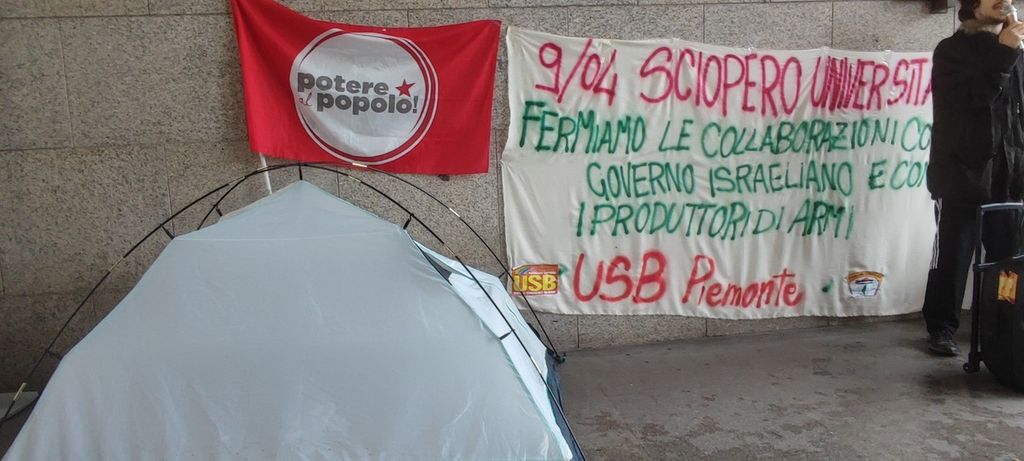 potere
al popolo!
9/04 SCIOPERO UNIVERSITA
FERMIAMO LE COLLABORAZIONI CO
GOVERNO ISRAELIANO E CON
I PRODUTTORI DI ARMI
USB
USB Piemonte